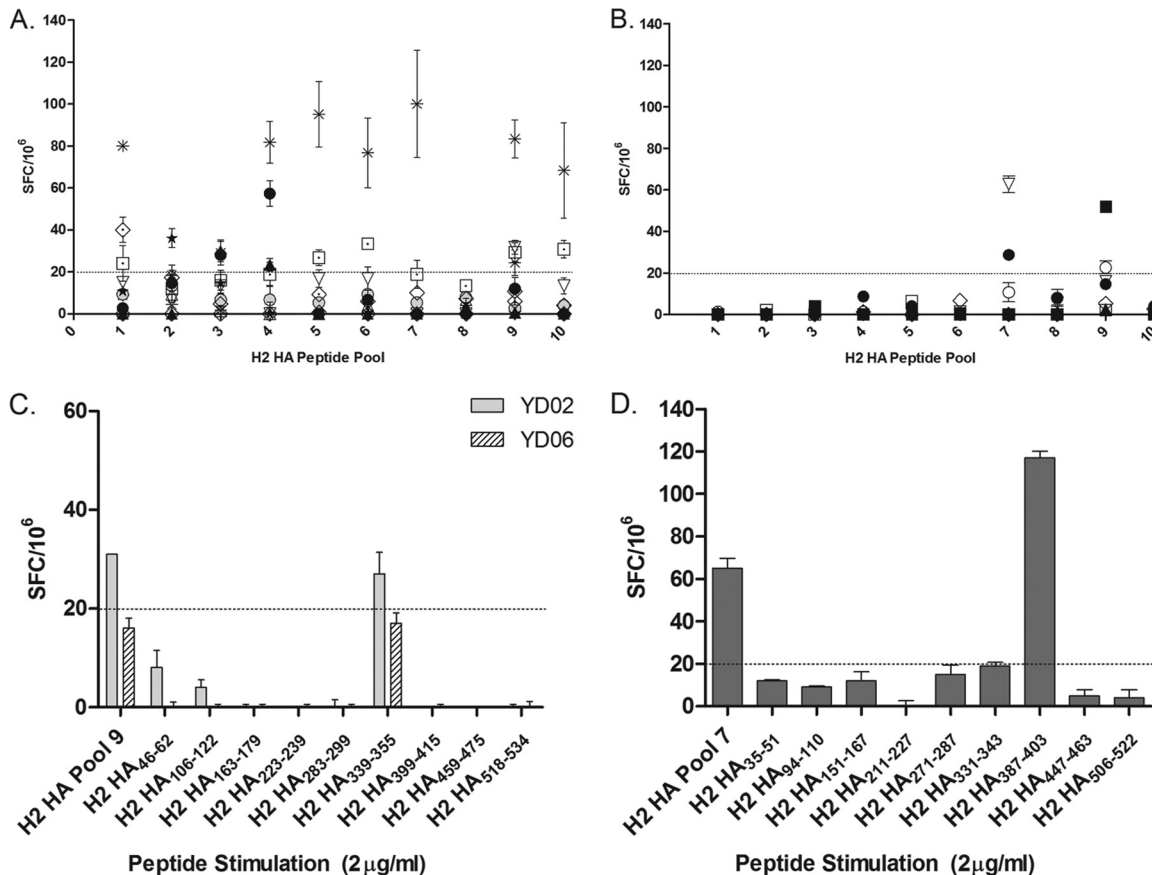 A.
140
120
100
80
60
40
20
0
SFC/10⁶
0 1 2 3 4 5 6 7 8 9 10
H2 HA Peptide Pool
B.
140
120
100
80
60
40
20
0
SFC/10⁶
1 2 3 4 5 6 7 8 9 10
H2 HA Peptide Pool
C.
YD02
YD06
60
40
20
0
SFC/10⁶
H2 HA Pool 9
H2 HA46-62
H2 HA106-122
H2 HA163-179
H2 HA223-239
H2 HA283-299
H2 HA339-355
H2 HA399-415
H2 HA459-475
H2 HA518-534
Peptide Stimulation (2μg/ml)
D.
140
120
100
80
60
40
20
0
SFC/10⁶
H2 HA Pool 7
H2 HA35-51
H2 HA94-110
H2 HA151-167
H2 HA211-227
H2 HA271-287
H2 HA331-343
H2 HA387-403
H2 HA447-463
H2 HA506-522
Peptide Stimulation (2μg/ml)